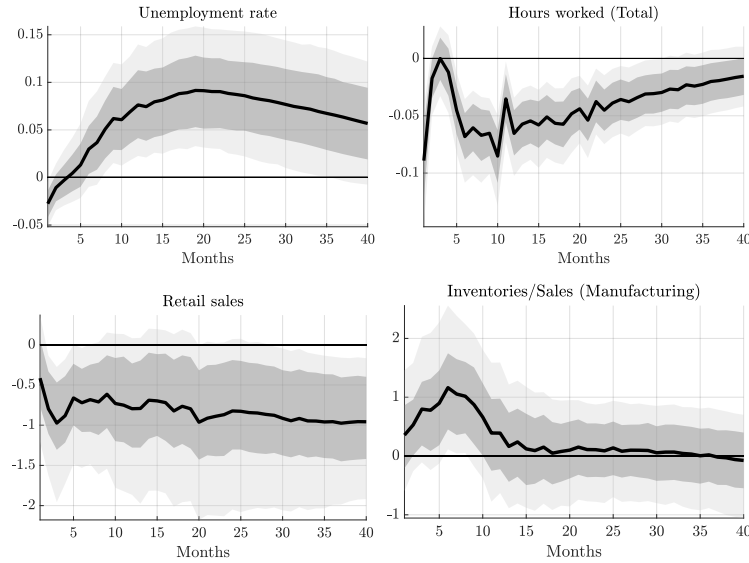 Unemployment rate
0.15
0.1
0.05
0
-0.05
5 10 15 20 25 30 35 40
Months
Hours worked (Total)
0
-0.05
-0.1
5 10 15 20 25 30 35 40
Months
Retail sales
0
-0.5
-1
-1.5
-2
5 10 15 20 25 30 35 40
Months
Inventories/Sales (Manufacturing)
2
1
0
-1
5 10 15 20 25 30 35 40
Months